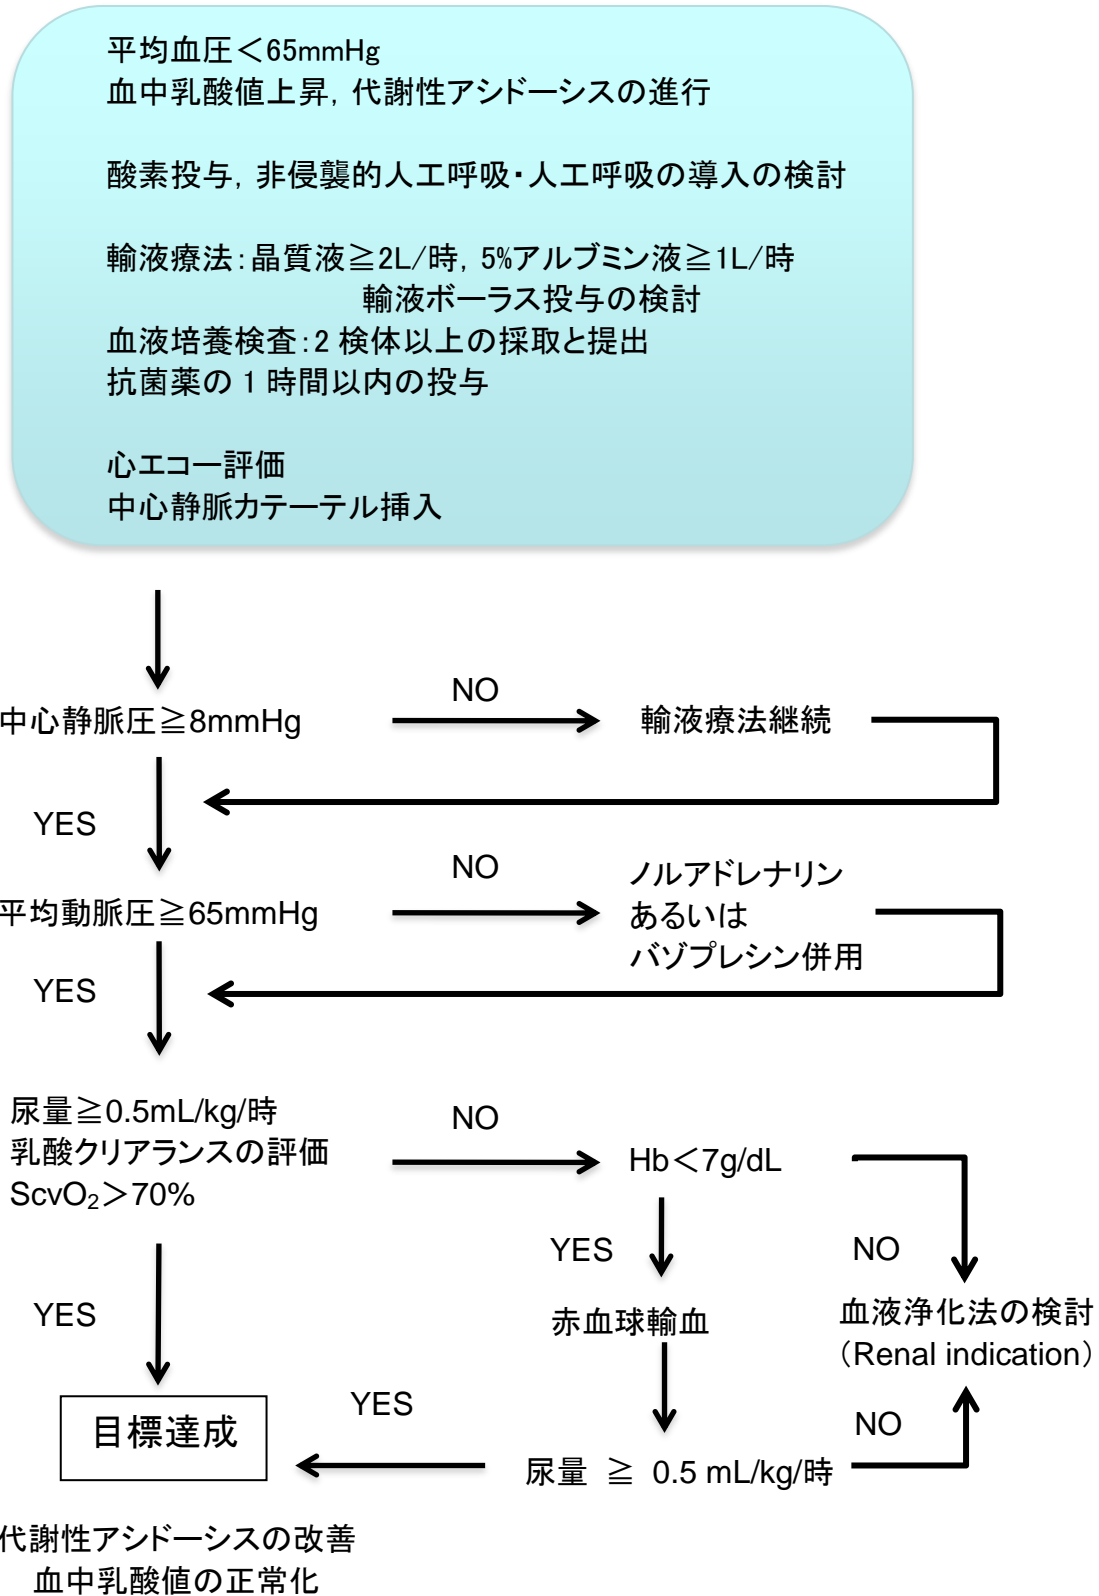 平均血圧＜65mmHg
血中乳酸値上昇，代謝性アシドーシスの進行
酸素投与，非侵襲的人工呼吸・人工呼吸の導入の検討
輸液療法：晶質液≧2L/時，5%アルブミン液≧1L/時
輸液ボーラス投与の検討
血液培養検査：2 検体以上の採取と提出
抗菌薬の 1 時間以内の投与
心エコー評価
中心静脈カテーテル挿入
中心静脈圧≧8mmHg
NO
輸液療法継続
YES
平均動脈圧≧65mmHg
NO
ノルアドレナリン
あるいは
バゾプレシン併用
YES
尿量≧0.5mL/kg/時
乳酸クリアランスの評価
ScvO₂＞70%
NO
Hb＜7g/dL
YES
NO
YES
赤血球輸血
血液浄化法の検討
（Renal indication）
目標達成
YES
尿量 ≧ 0.5 mL/kg/時
NO
代謝性アシドーシスの改善
血中乳酸値の正常化